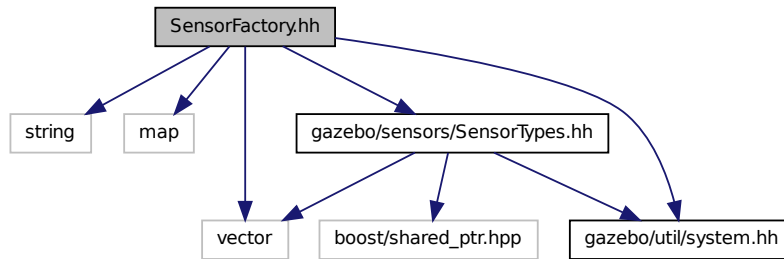 SensorFactory.hh
string
map
gazebo/sensors/SensorTypes.hh
vector
boost/shared_ptr.hpp
gazebo/util/system.hh